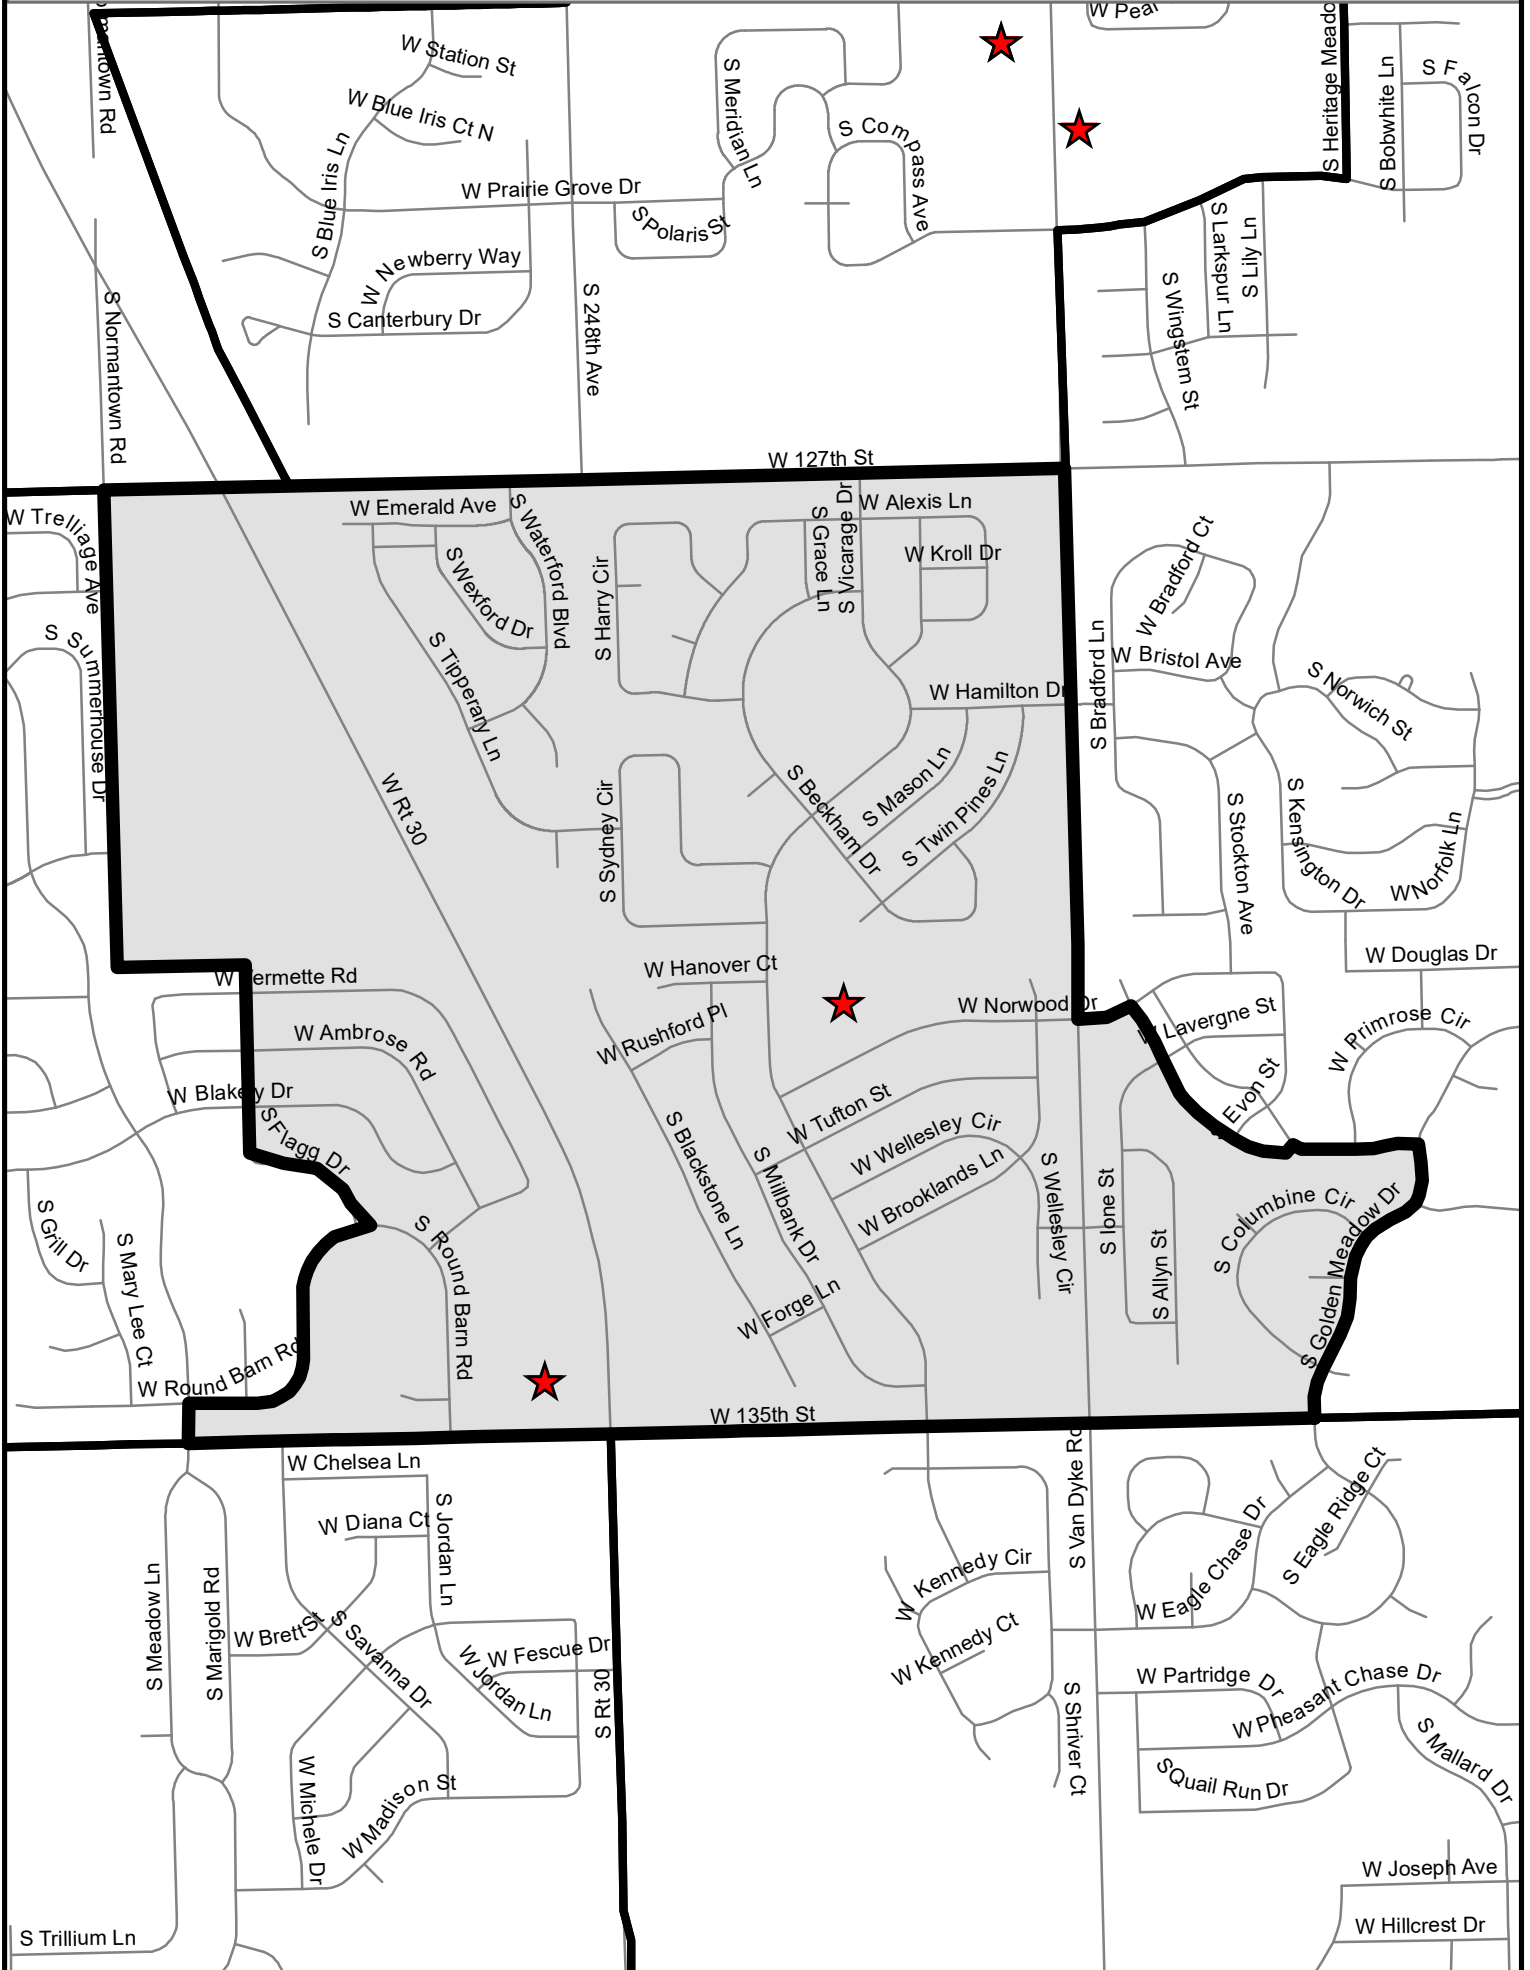 W Pear
S Heritage Meado
S Falcon Dr
S Bobwhite Ln
W Station St
W Blue Iris Ct N
S Meridian Ln
S Compass Ave
S Blue Iris Ln
W Prairie Grove Dr
S Polaris St
W Newberry Way
S Canterbury Dr
S 248th Ave
S Normantown Rd
S Larkspur Ln
S Lily Ln
S Wingstem St
W 127th St
W Trelliage Ave
W Emerald Ave
S Waterford Blvd
S Wexford Dr
S Harry Cir
S Grace Ln
S Vicarage Dr
W Alexis Ln
W Kroll Dr
W Bradford Ct
S Bradford Ln
W Bristol Ave
S Summerhouse Dr
S Tipperary Ln
W Hamilton Dr
S Norwich St
W Rt 30
S Sydney Cir
S Beckham Dr
S Mason Ln
S Twin Pines Ln
S Stockton Ave
S Kensington Dr
W Norfolk Ln
W Douglas Dr
W Vermette Rd
W Hanover Ct
W Norwood Dr
W Lavergne St
W Primrose Cir
W Ambrose Rd
W Rushford Pl
W Blakely Dr
S Flagg Dr
W Tufton St
S Evon St
W Wellesley Cir
W Brooklands Ln
S Blackstone Ln
S Millbank Dr
S Wellesley Cir
S Ione St
S Allyn St
S Columbine Cir
S Golden Meadow Dr
S Grill Dr
S Mary Lee Ct
S Round Barn Rd
W Forge Ln
W Round Barn Rd
W 135th St
W Chelsea Ln
W Diana Ct
S Jordan Ln
S Van Dyke Rd
S Eagle Ridge Ct
W Eagle Chase Dr
W Kennedy Cir
W Kennedy Ct
S Meadow Ln
S Marigold Rd
W Brett St
S Savanna Dr
W Fescue Dr
W Jordan Ln
S Rt 30
W Partridge Dr
W Pheasant Chase Dr
S Shriver Ct
S Quail Run Dr
S Mallard Dr
W Michele Dr
W Madison St
W Joseph Ave
W Hillcrest Dr
S Trillium Ln